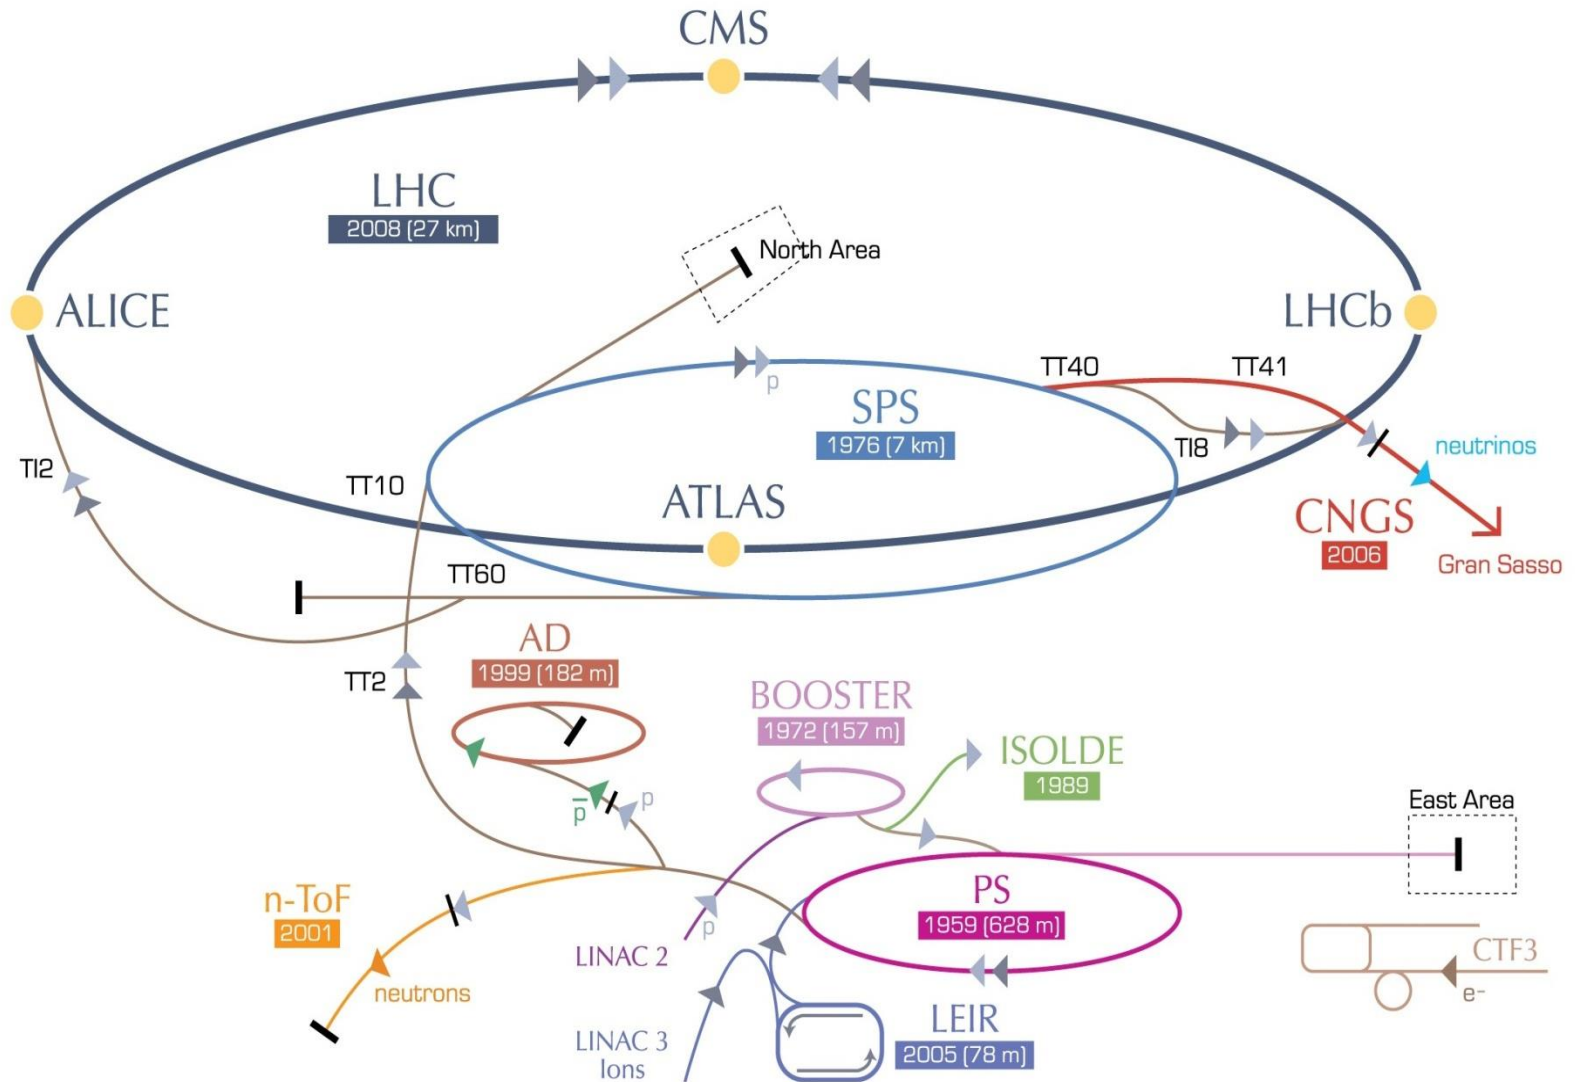 CMS
LHC
2008 (27 km)
North Area
ALICE
LHCb
TT40
TT41
p
SPS
1976 (7 km)
TI8
neutrinos
TI2
TT10
ATLAS
CNGS
2006
Gran Sasso
TT60
AD
1999 (182 m)
TT2
BOOSTER
1972 (157 m)
ISOLDE
1989
p̅
p
East Area
n-ToF
2001
PS
1959 (628 m)
p
LINAC 2
CTF3
neutrons
e⁻
LEIR
2005 (78 m)
LINAC 3
Ions